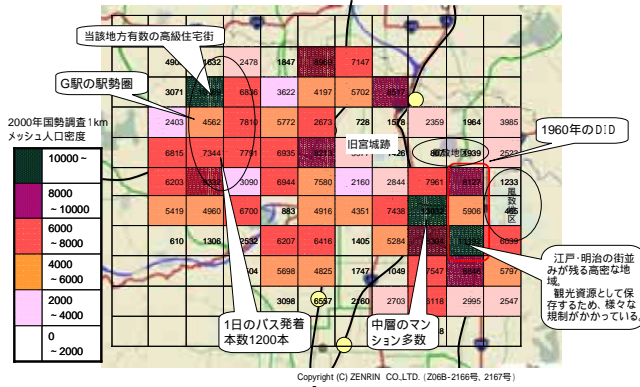 当該地方有数の高級住宅街
G駅の駅勢圏
2000年国勢調査1km
メッシュ人口密度
10000～
8000
～10000
6000
～8000
4000
～6000
2000
～4000
0
～2000
1632 2478 1847 7147
3071 6836 3622 4197 5702
2403 4562 7810 5772 2673 728 1578 2359 1964 3985
旧宮城跡
1960年のDID
6815 7344 7791 6935 1939 2523
6203 3090 6944 7580 2160 2844 7961 8127 1233
風致地区
5419 4960 6700 883 4916 4351 7438 5906 465
610 1306 2532 6207 6416 1405 5284 6039
5698 4825 1747 1049 7547 5797
3098 6557 2160 2703 6118 2995 2547
1日のバス発着
本数1200本
中層のマン
ション多数
江戸・明治の街並
みが残る高密な地
域。
観光資源として保
存するため、様々な
規制がかかっている。
Copyright (C) ZENRIN CO.,LTD. (Z06B-2166号, 2167号)